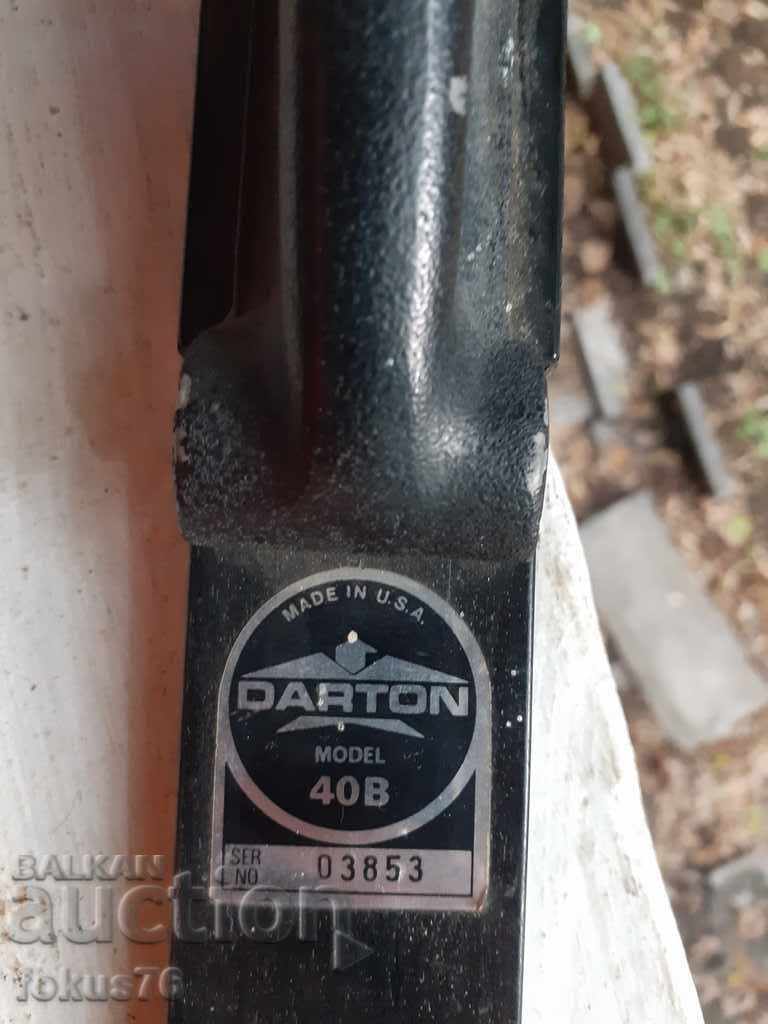 MADE IN U.S.A.
DARTON
MODEL
40B
SER
NO 03853
BALKAN
auction
fokus76